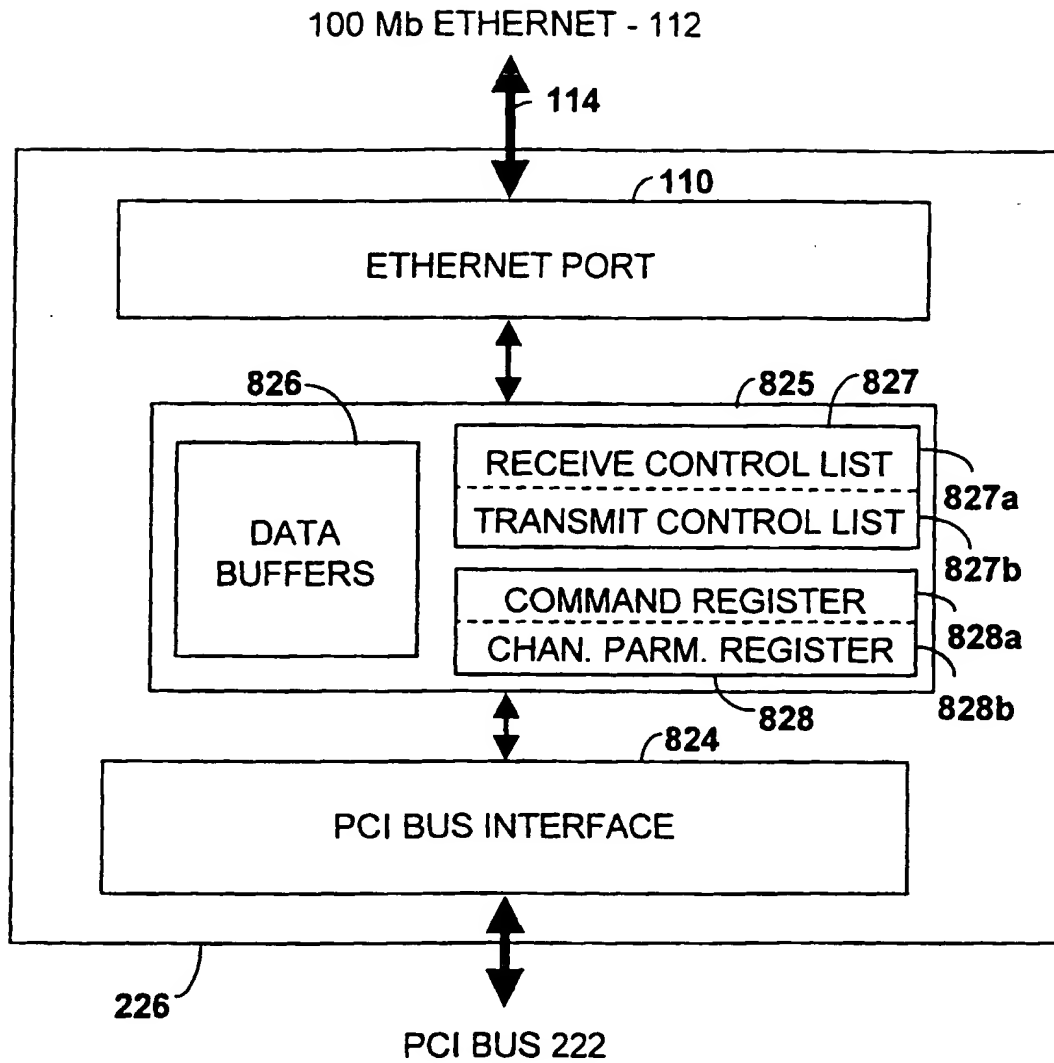 100 Mb ETHERNET - 112
114
110
ETHERNET PORT
826
825
827
DATA
BUFFERS
RECEIVE CONTROL LIST
827a
TRANSMIT CONTROL LIST
827b
COMMAND REGISTER
828a
CHAN. PARM. REGISTER
828b
828
824
PCI BUS INTERFACE
226
PCI BUS 222